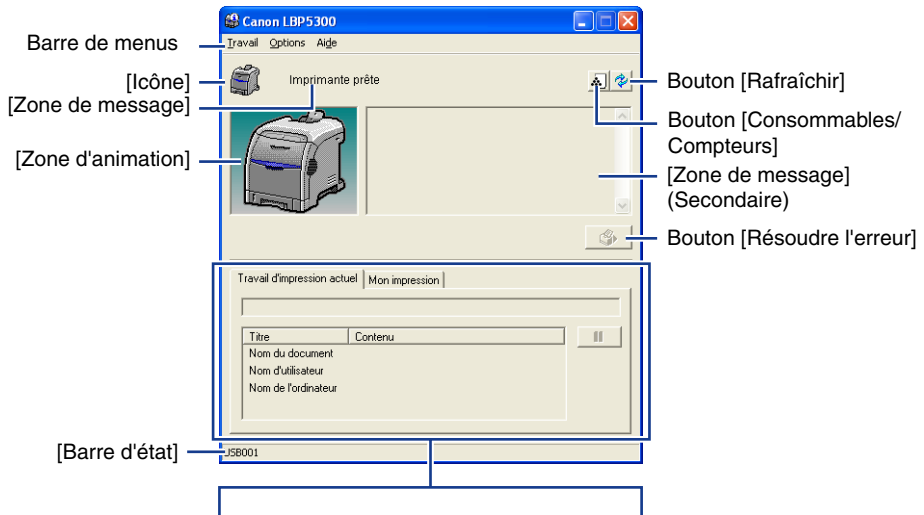 Canon LBP5300
Travail Options Aide
Barre de menus
[Icône]
Imprimante prête
[Zone de message]
[Zone d'animation]
Bouton [Rafraîchir]
Bouton [Consommables/
Compteurs]
[Zone de message]
(Secondaire)
Bouton [Résoudre l'erreur]
Travail d'impression actuel Mon impression
Titre Contenu
Nom du document
Nom d'utilisateur
Nom de l'ordinateur
[Barre d'état]
USB001